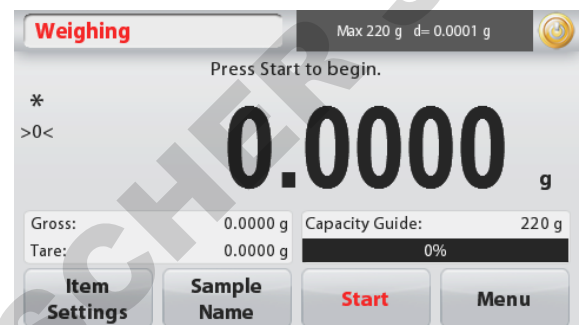 Weighing
Max 220 g d= 0.0001 g
Press Start to begin.
*
>0<
0.0000 g
Gross: 0.0000 g
Tare: 0.0000 g
Capacity Guide: 220 g
0%
Item
Settings
Sample
Name
Start
Menu